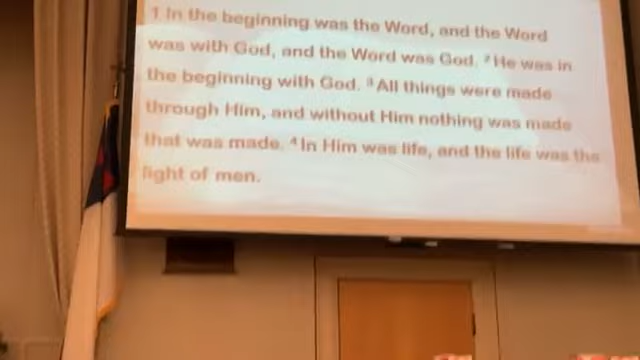 1 In the beginning was the Word, and the Word
was with God, and the Word was God. 2 He was in
the beginning with God. 3 All things were made
through Him, and without Him nothing was made
that was made. 4 In Him was life, and the life was the
light of men.